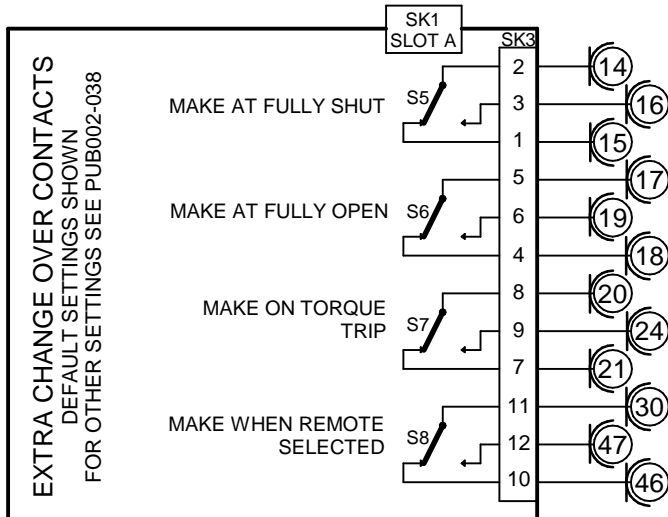 SK1
SLOT A
SK3
EXTRA CHANGE OVER CONTACTS
DEFAULT SETTINGS SHOWN
FOR OTHER SETTINGS SEE PUB002-038
MAKE AT FULLY SHUT
S5
2
14
3
16
1
15
MAKE AT FULLY OPEN
S6
5
17
6
19
4
18
MAKE ON TORQUE
TRIP
S7
8
20
9
24
7
21
MAKE WHEN REMOTE
SELECTED
S8
11
30
12
47
10
46